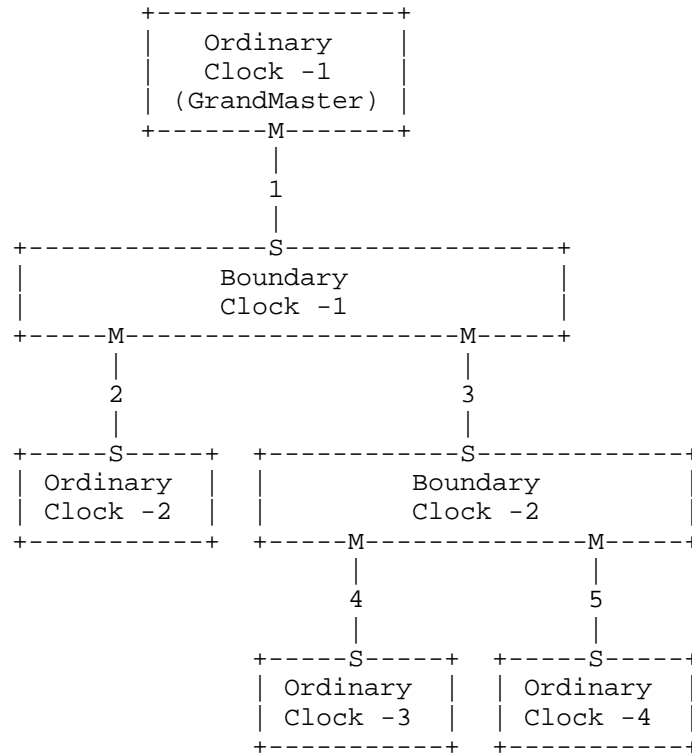 Ordinary
Clock -1
(GrandMaster)
M
1
S
Boundary
Clock -1
M M
2 3
S S
Ordinary Boundary
Clock -2 Clock -2
M M
4 5
S S
Ordinary Ordinary
Clock -3 Clock -4